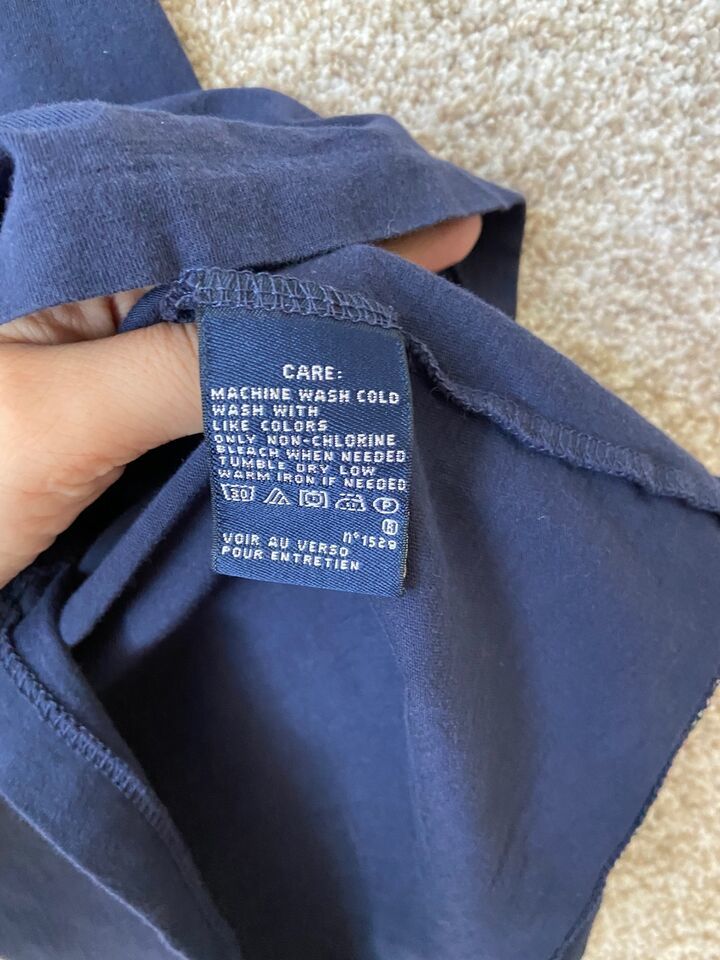 CARE:
MACHINE WASH COLD
WASH WITH
LIKE COLORS
ONLY NON-CHLORINE
BLEACH WHEN NEEDED
TUMBLE DRY LOW
WARM IRON IF NEEDED
30 P
R
n°1529
VOIR AU VERSO
POUR ENTRETIEN